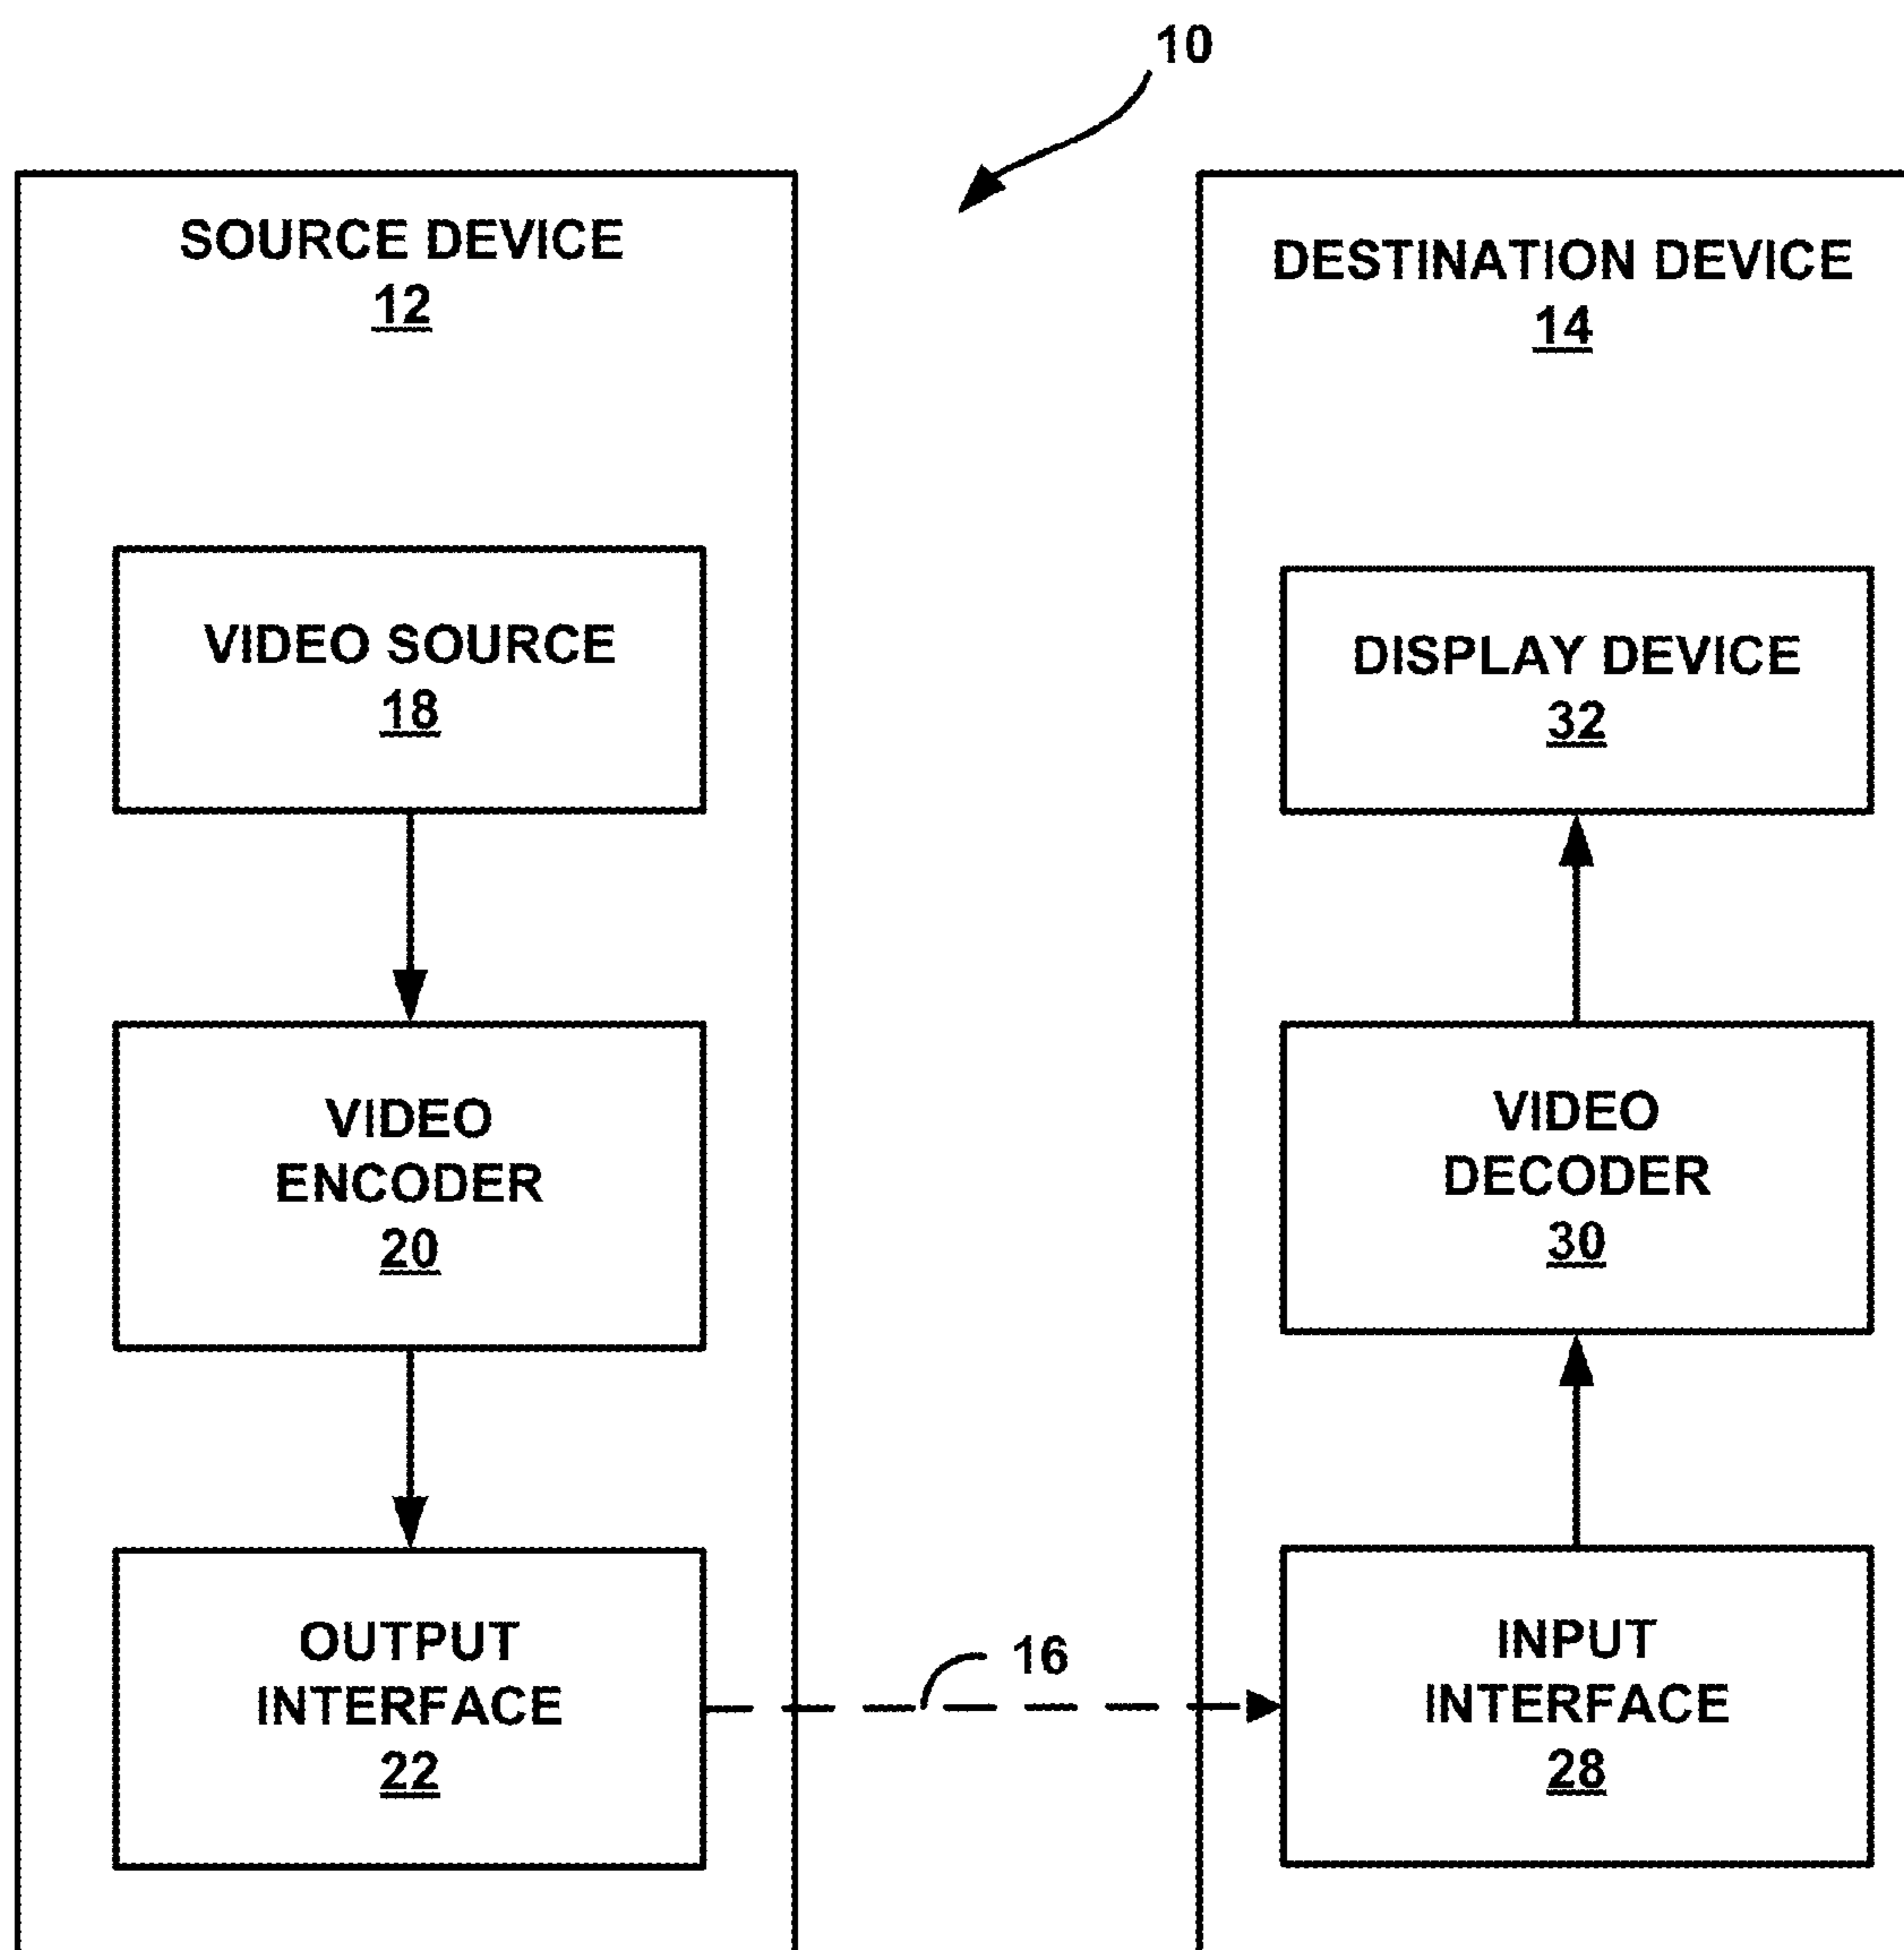 10
SOURCE DEVICE
12
VIDEO SOURCE
18
VIDEO
ENCODER
20
OUTPUT
INTERFACE
22
16
DESTINATION DEVICE
14
DISPLAY DEVICE
32
VIDEO
DECODER
30
INPUT
INTERFACE
28